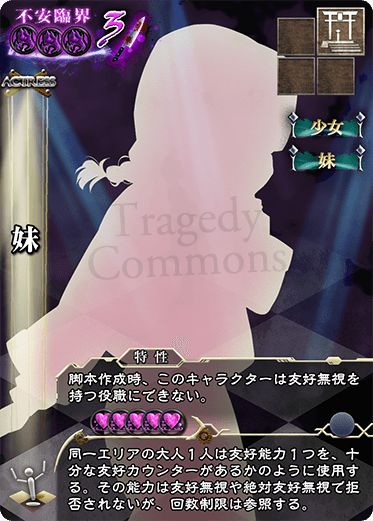 不安臨界
3
ACTRESS
少女
妹
妹
Tragedy
Commons
特性
脚本作成時、このキャラクターは友好無視を
持つ役職にできない。
同一エリアの大人1人は友好能力1つを、十
分な友好カウンターがあるかのように使用す
る。その能力は友好無視や絶対友好無視で拒
否されないが、回数制限は参照する。